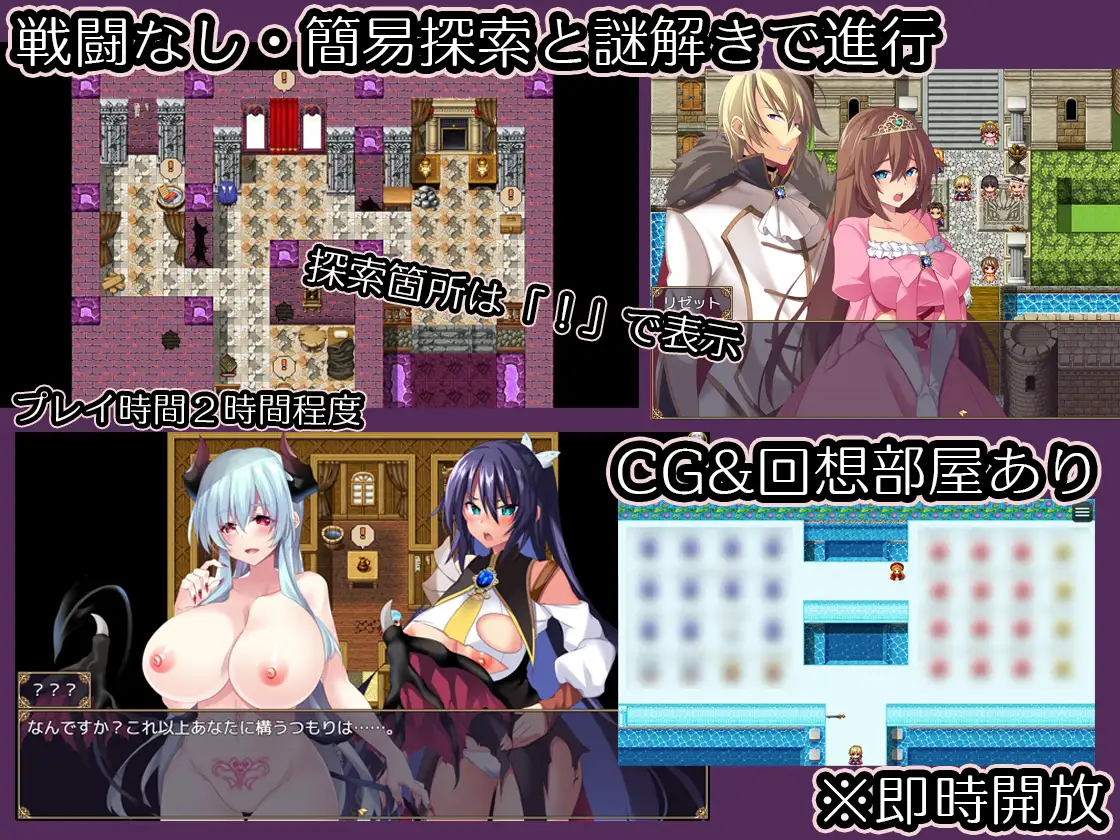 戦闘なし・簡易探索と謎解きで進行
探索箇所は「！」で表示
リゼット
プレイ時間２時間程度
CG&回想部屋あり
？？？
なんですか？これ以上あなたに構うつもりは……。
※即時開放